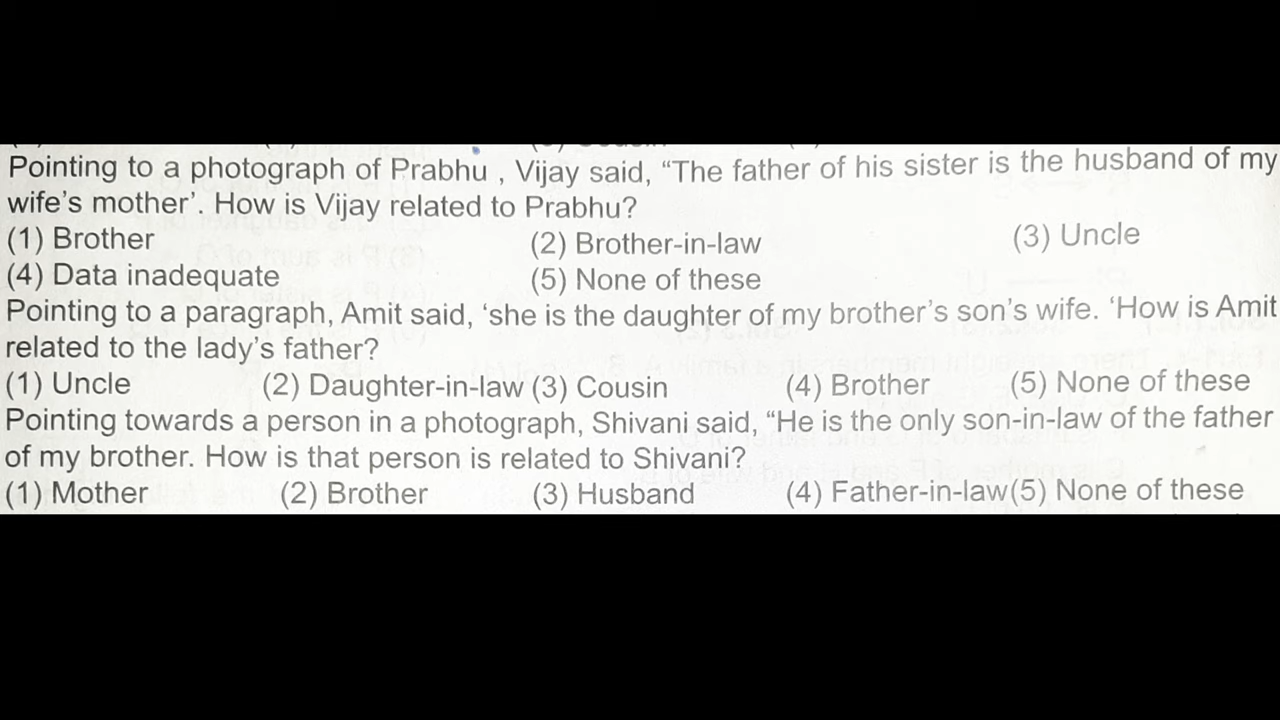 Pointing to a photograph of Prabhu , Vijay said, “The father of his sister is the husband of my
wife's mother’. How is Vijay related to Prabhu?
(1) Brother (2) Brother-in-law (3) Uncle
(4) Data inadequate (5) None of these
Pointing to a paragraph, Amit said, ‘she is the daughter of my brother's son's wife. ‘How is Amit
related to the lady's father?
(1) Uncle (2) Daughter-in-law (3) Cousin (4) Brother (5) None of these
Pointing towards a person in a photograph, Shivani said, “He is the only son-in-law of the father
of my brother. How is that person is related to Shivani?
(1) Mother (2) Brother (3) Husband (4) Father-in-law (5) None of these